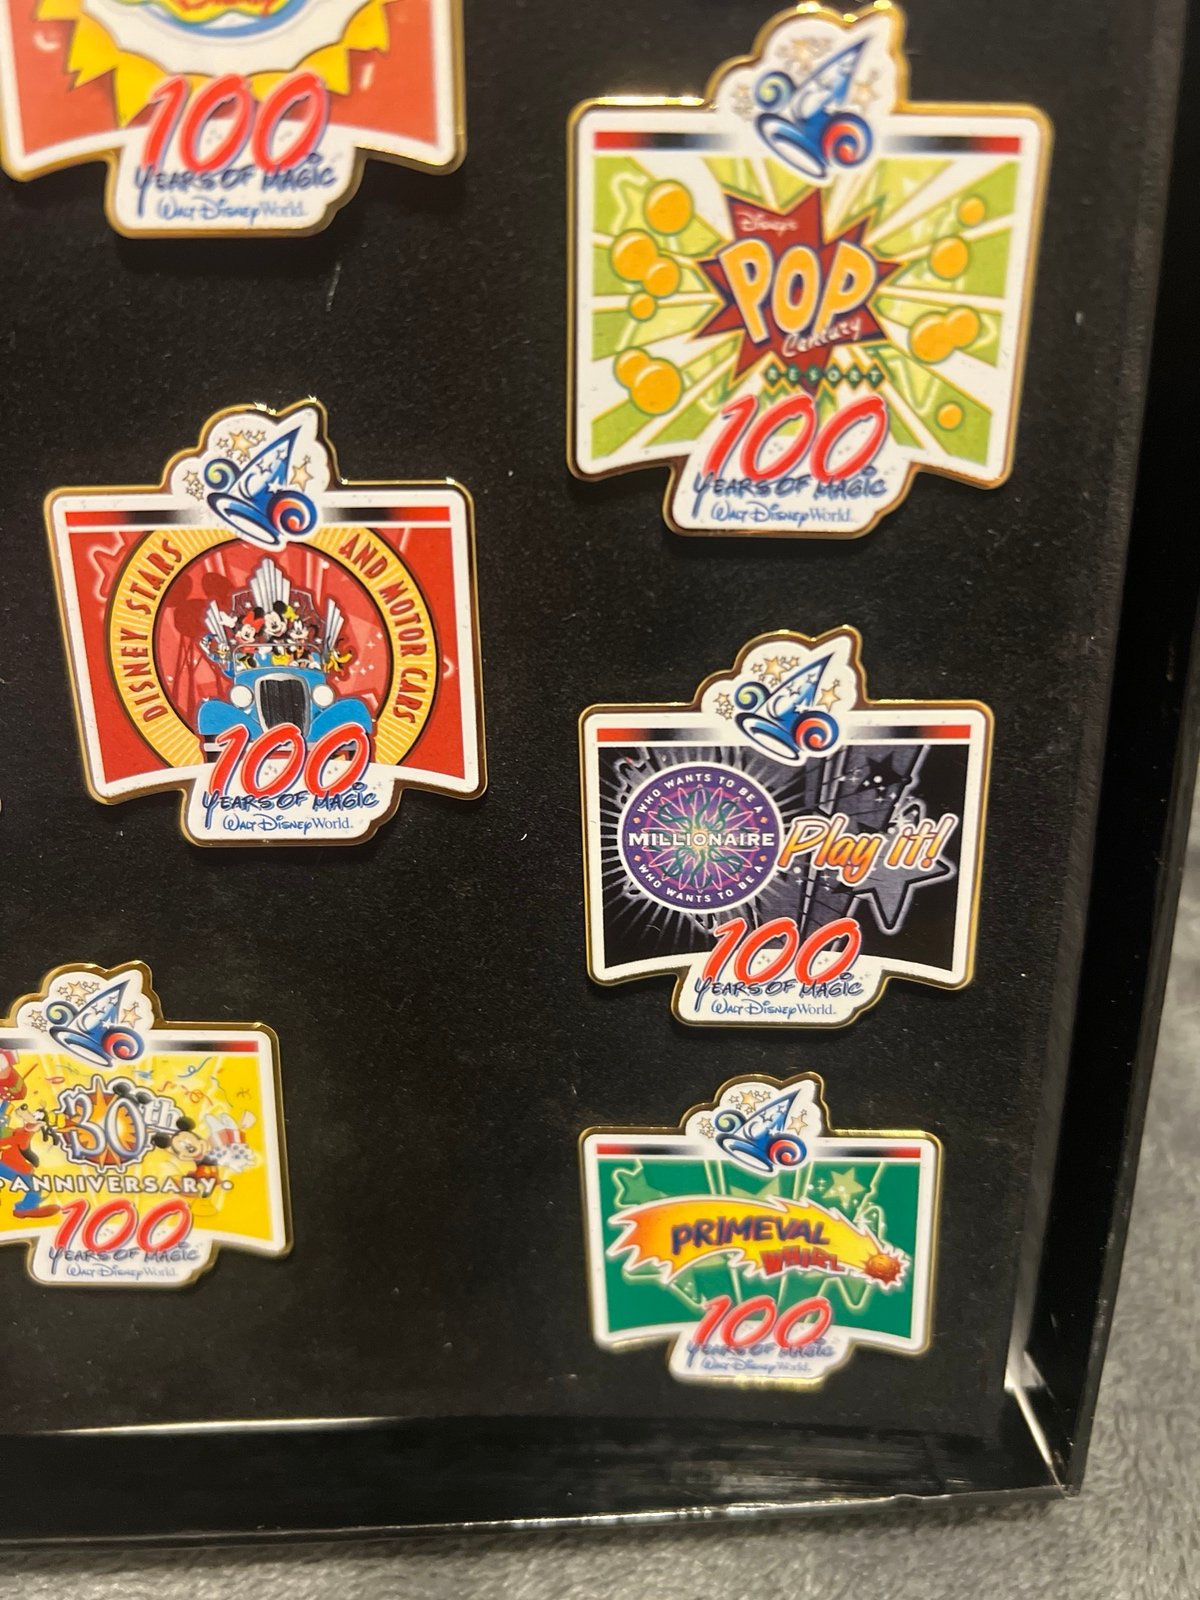 Disney
100
YEARS OF MAGIC
WALT DISNEY World
Disney's
POP
Century
RESORT
100
YEARS OF MAGIC
WALT DISNEY World
DISNEY STARS AND MOTOR CARS
100
YEARS OF MAGIC
WALT DISNEY World
WHO WANTS TO BE A
MILLIONAIRE
WHO WANTS TO BE A
Play it!
100
YEARS OF MAGIC
WALT DISNEY World
30th
ANNIVERSARY
100
YEARS OF MAGIC
WALT DISNEY World
PRIMEVAL
WHIRL
100
YEARS OF MAGIC
WALT DISNEY World